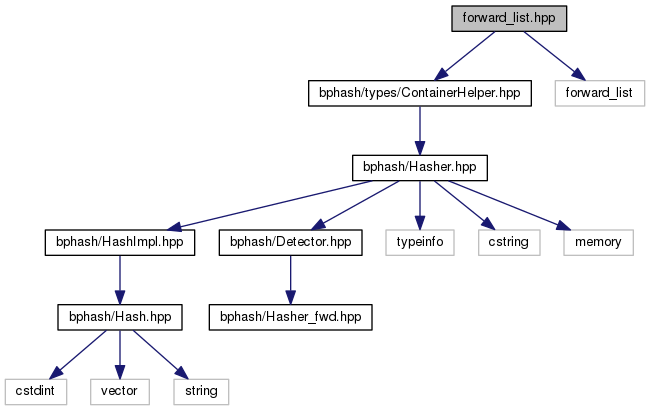 forward_list.hpp
bphash/types/ContainerHelper.hpp
forward_list
bphash/Hasher.hpp
bphash/HashImpl.hpp
bphash/Detector.hpp
typeinfo
cstring
memory
bphash/Hash.hpp
bphash/Hasher_fwd.hpp
cstdint
vector
string